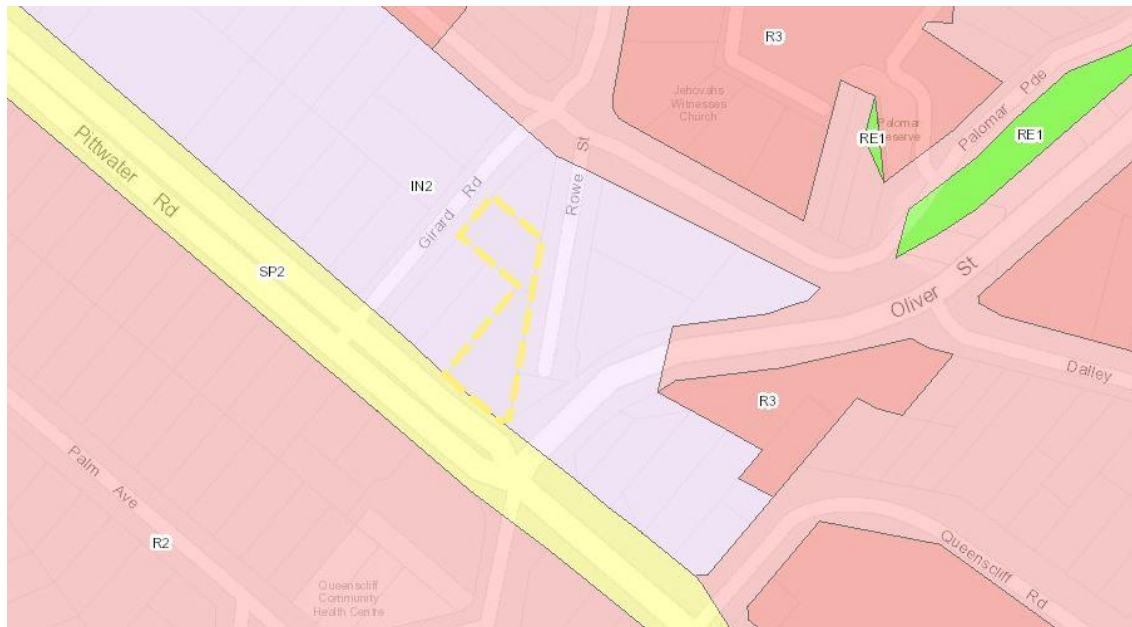 R3
Jehovahs
Witnesses
Church
Palomar Pde
RE1
Palomar
RE1
Rowe St
IN2
Girard Rd
Pittwater Rd
SP2
Oliver St
Dalley
R3
Palm Ave
R2
Queenscliff
Community
Health Centre
Queenscliff Rd